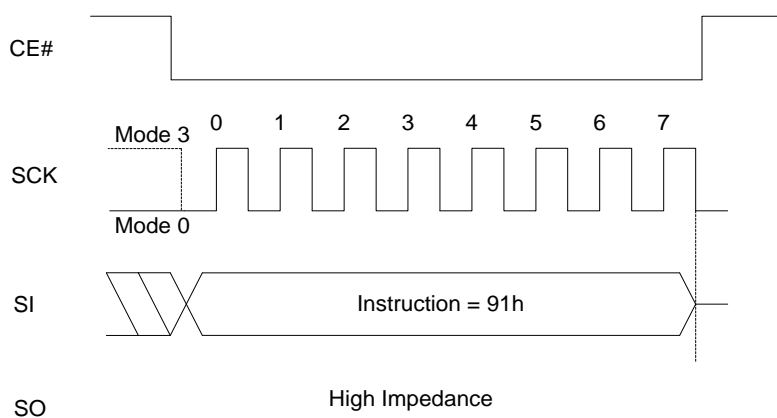 CE#
0 1 2 3 4 5 6 7
Mode 3
SCK
Mode 0
SI
Instruction = 91h
SO
High Impedance